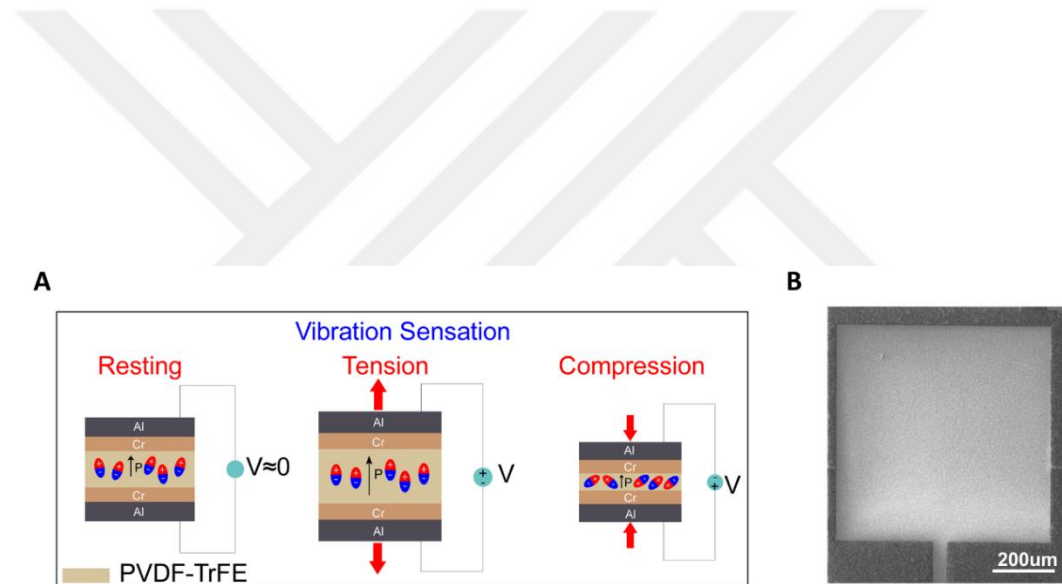 A
B
Vibration Sensation
Resting
Tension
Compression
Al
Cr
+ + + + +
P
- - - - -
Cr
Al
V≈0
Al
Cr
+ + + + +
P
- - - - -
Cr
Al
+
-
V
Al
Cr
P
Cr
Al
-
+
V
PVDF-TrFE
200um